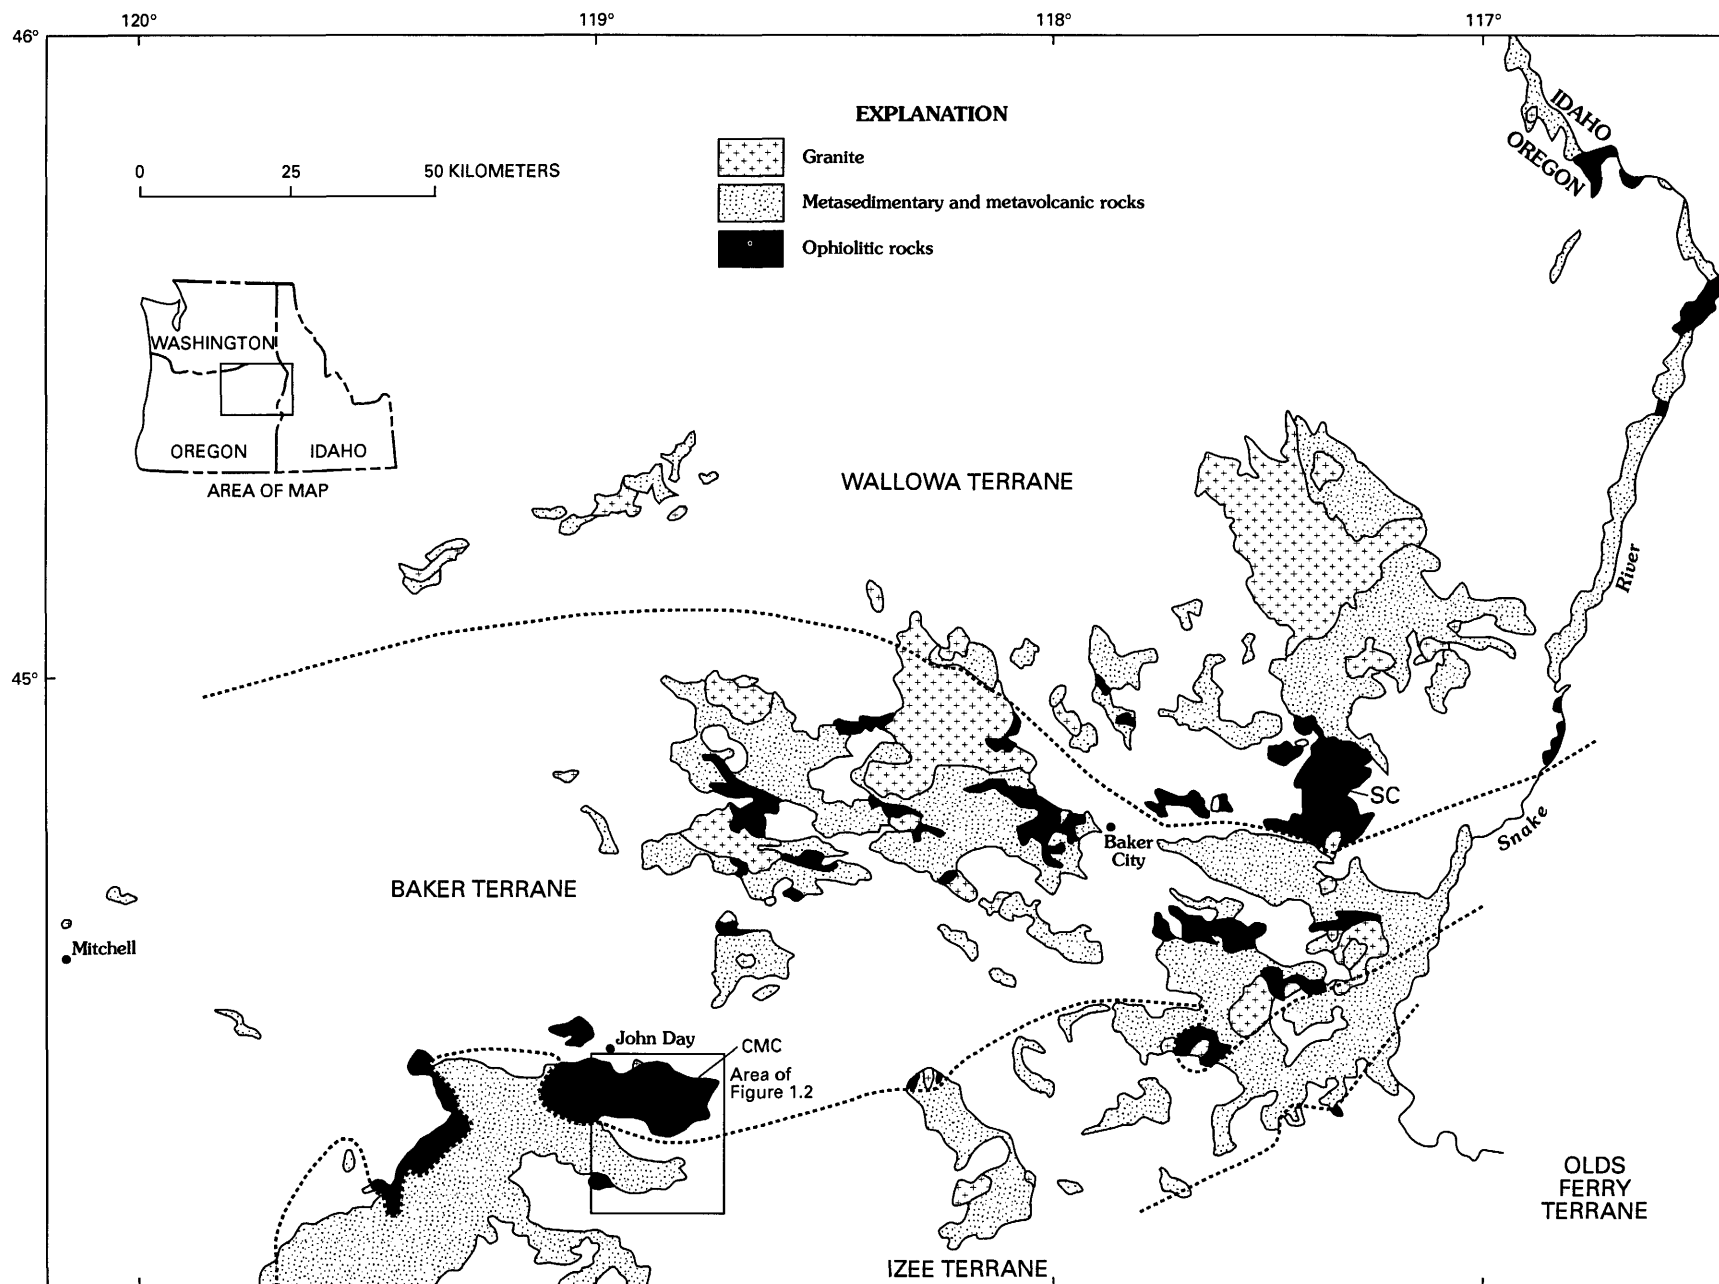 120°
119°
118°
117°
46°
EXPLANATION
Granite
Metasedimentary and metavolcanic rocks
Ophiolitic rocks
0 25 50 KILOMETERS
IDAHO
OREGON
WASHINGTON
OREGON IDAHO
AREA OF MAP
WALLOWA TERRANE
River
45°
SC
Snake
Baker
City
BAKER TERRANE
Mitchell
John Day
CMC
Area of
Figure 1.2
OLDS
FERRY
TERRANE
IZEE TERRANE